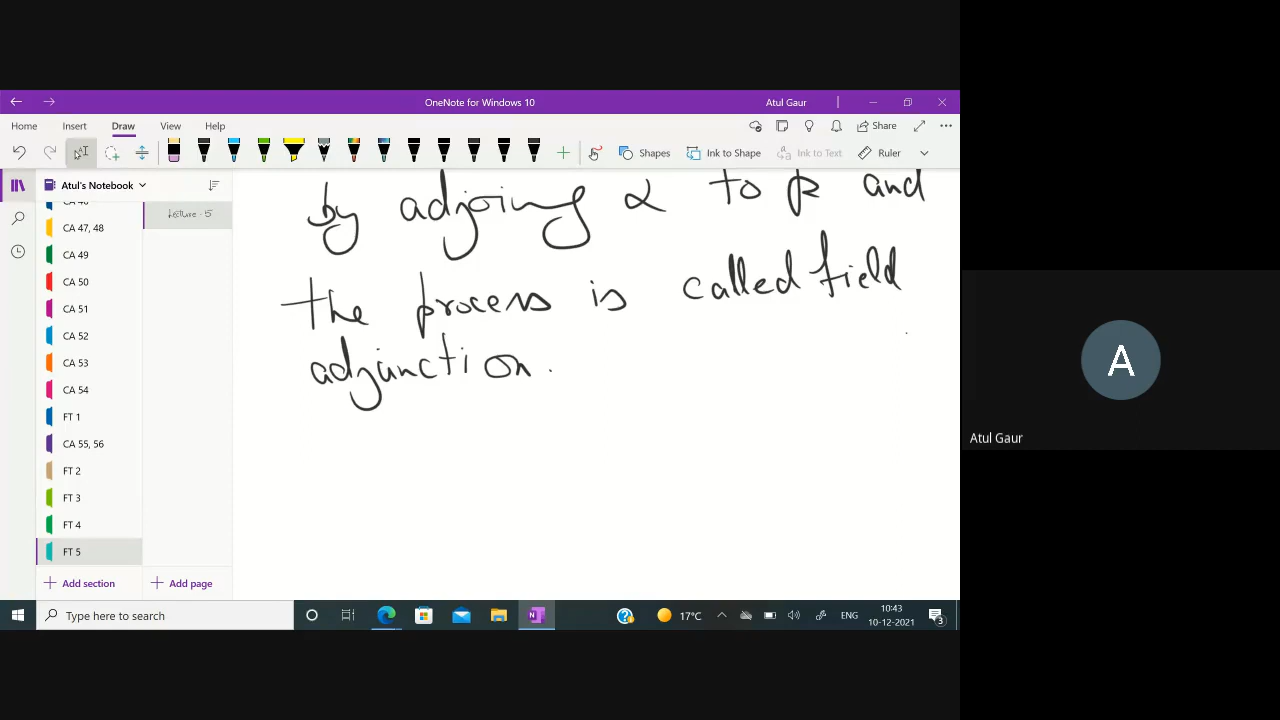 OneNote for Windows 10
Atul Gaur
Home Insert Draw View Help
Share
Shapes
Ink to Shape
Ink to Text
Ruler
Atul's Notebook
Lecture - 5
CA 47, 48
CA 49
CA 50
CA 51
CA 52
CA 53
CA 54
FT 1
CA 55, 56
FT 2
FT 3
FT 4
FT 5
Add section
Add page
by adjoing α to k and
the process is called field
adjunction.
A
Atul Gaur
Type here to search
17°C
ENG
10:43
10-12-2021
3